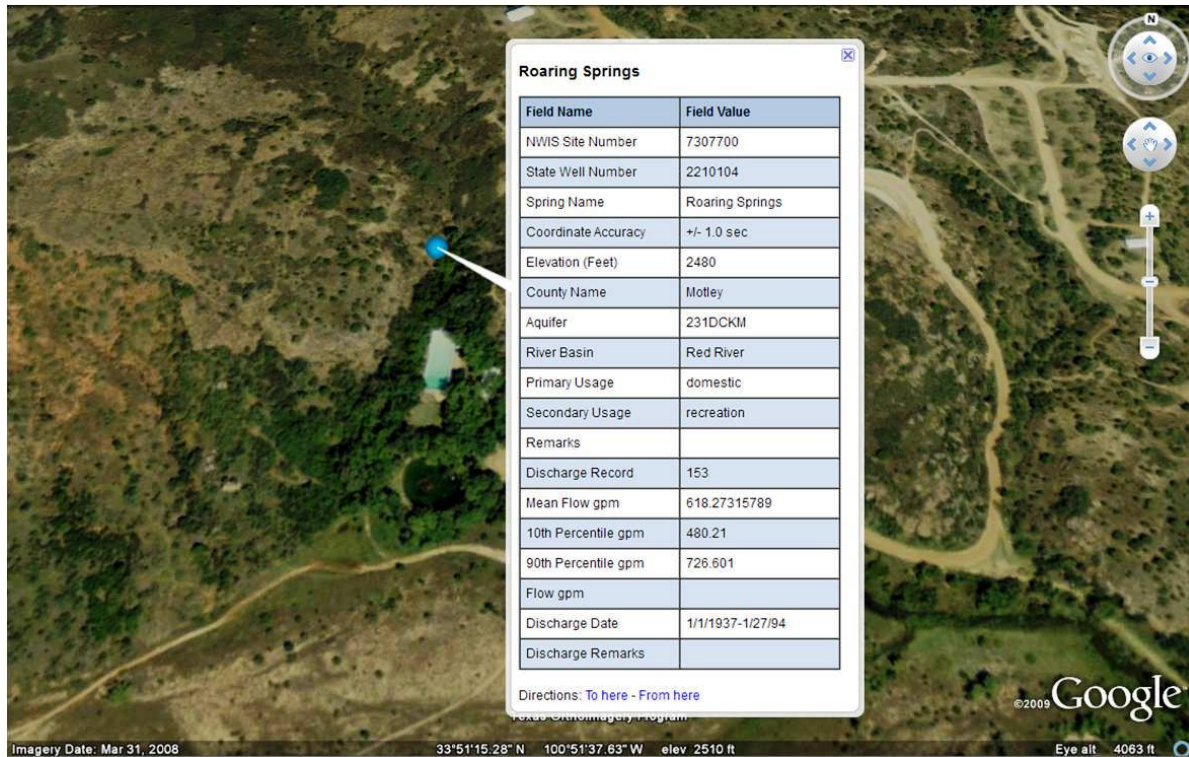 N
Roaring Springs
Field Name Field Value
NWIS Site Number 7307700
State Well Number 2210104
Spring Name Roaring Springs
Coordinate Accuracy +/- 1.0 sec
Elevation (Feet) 2480
County Name Motley
Aquifer 231DCKM
River Basin Red River
Primary Usage domestic
Secondary Usage recreation
Remarks
Discharge Record 153
Mean Flow gpm 618.27315789
10th Percentile gpm 480.21
90th Percentile gpm 726.601
Flow gpm
Discharge Date 1/1/1937-1/27/94
Discharge Remarks
Directions: To here - From here
Texas Orthoimagery Program
©2009 Google
Imagery Date: Mar 31, 2008 33°51'15.28" N 100°51'37.63" W elev 2510 ft Eye alt 4063 ft